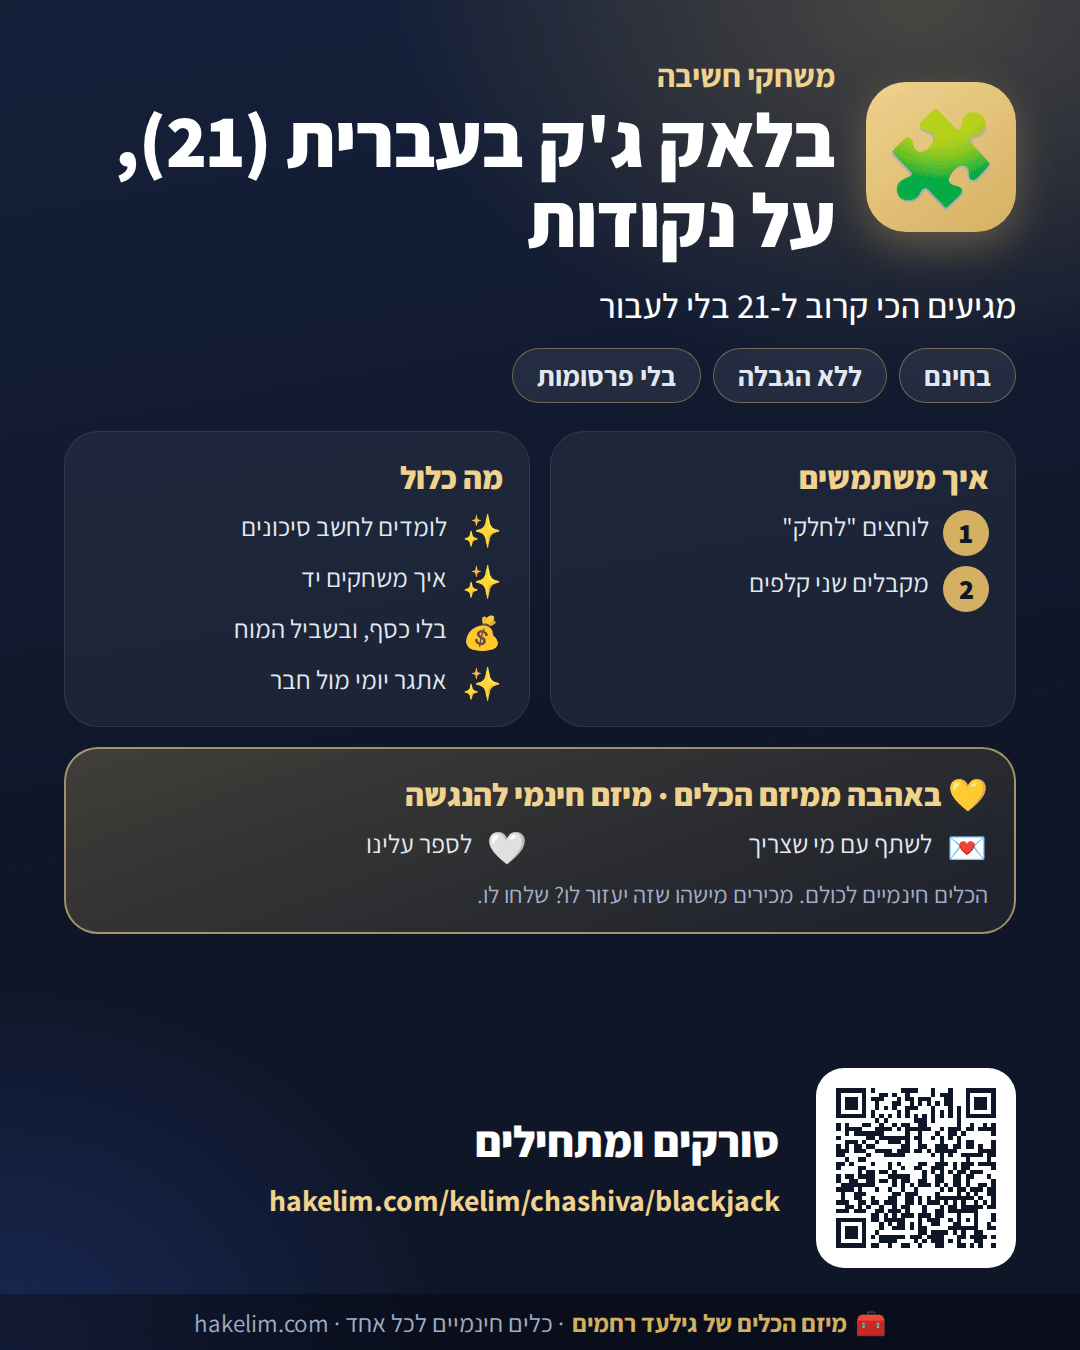 משחקי חשיבה
בלאק ג'ק בעברית (21),
על נקודות
מגיעים הכי קרוב ל-21 בלי לעבור
בחינם
ללא הגבלה
בלי פרסומות
איך משתמשים
1 לוחצים "לחלק"
2 מקבלים שני קלפים
מה כלול
לומדים לחשב סיכונים
איך משחקים יד
בלי כסף, ובשביל המוח
אתגר יומי מול חבר
באהבה ממיזם הכלים · מיזם חינמי להנגשה
לשתף עם מי שצריך
לספר עלינו
הכלים חינמיים לכולם. מכירים מישהו שזה יעזור לו? שלחו לו.
סורקים ומתחילים
hakelim.com/kelim/chashiva/blackjack
מיזם הכלים של גילעד רחמים · כלים חינמיים לכל אחד · hakelim.com